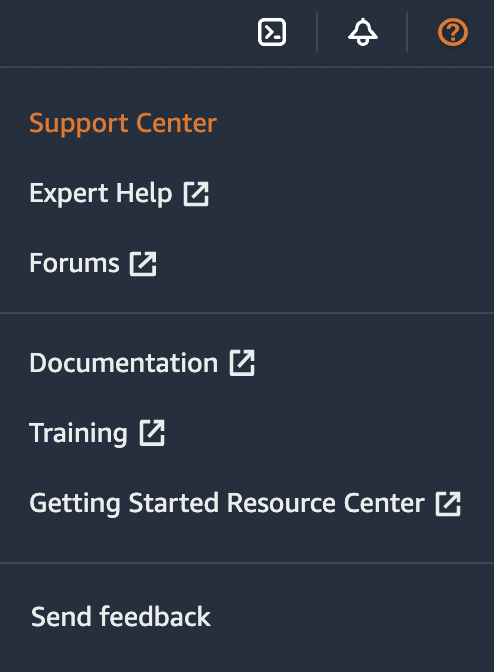 Support Center
Expert Help
Forums
Documentation
Training
Getting Started Resource Center
Send feedback